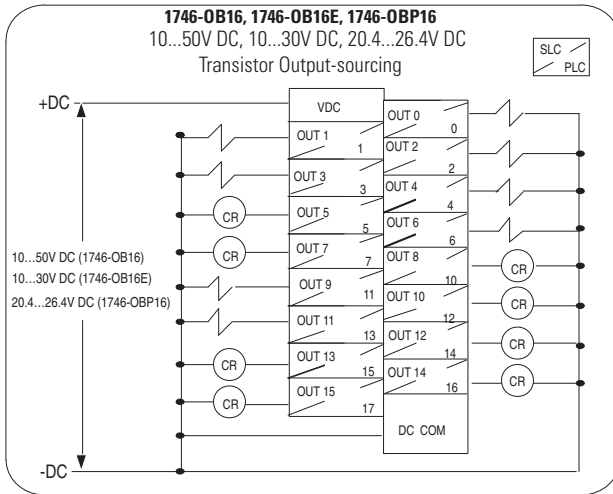 1746-OB16, 1746-OB16E, 1746-OBP16
10...50V DC, 10...30V DC, 20.4...26.4V DC
Transistor Output-sourcing
SLC
PLC
+DC
VDC
OUT 0
0
OUT 1
1
OUT 2
2
OUT 3
3
OUT 4
4
CR
OUT 5
5
OUT 6
6
10...50V DC (1746-OB16)
10...30V DC (1746-OB16E)
20.4...26.4V DC (1746-OBP16)
CR
OUT 7
7
OUT 8
10
CR
OUT 9
11
OUT 10
12
CR
OUT 11
13
OUT 12
14
CR
CR
OUT 13
15
OUT 14
16
CR
CR
OUT 15
17
DC COM
-DC